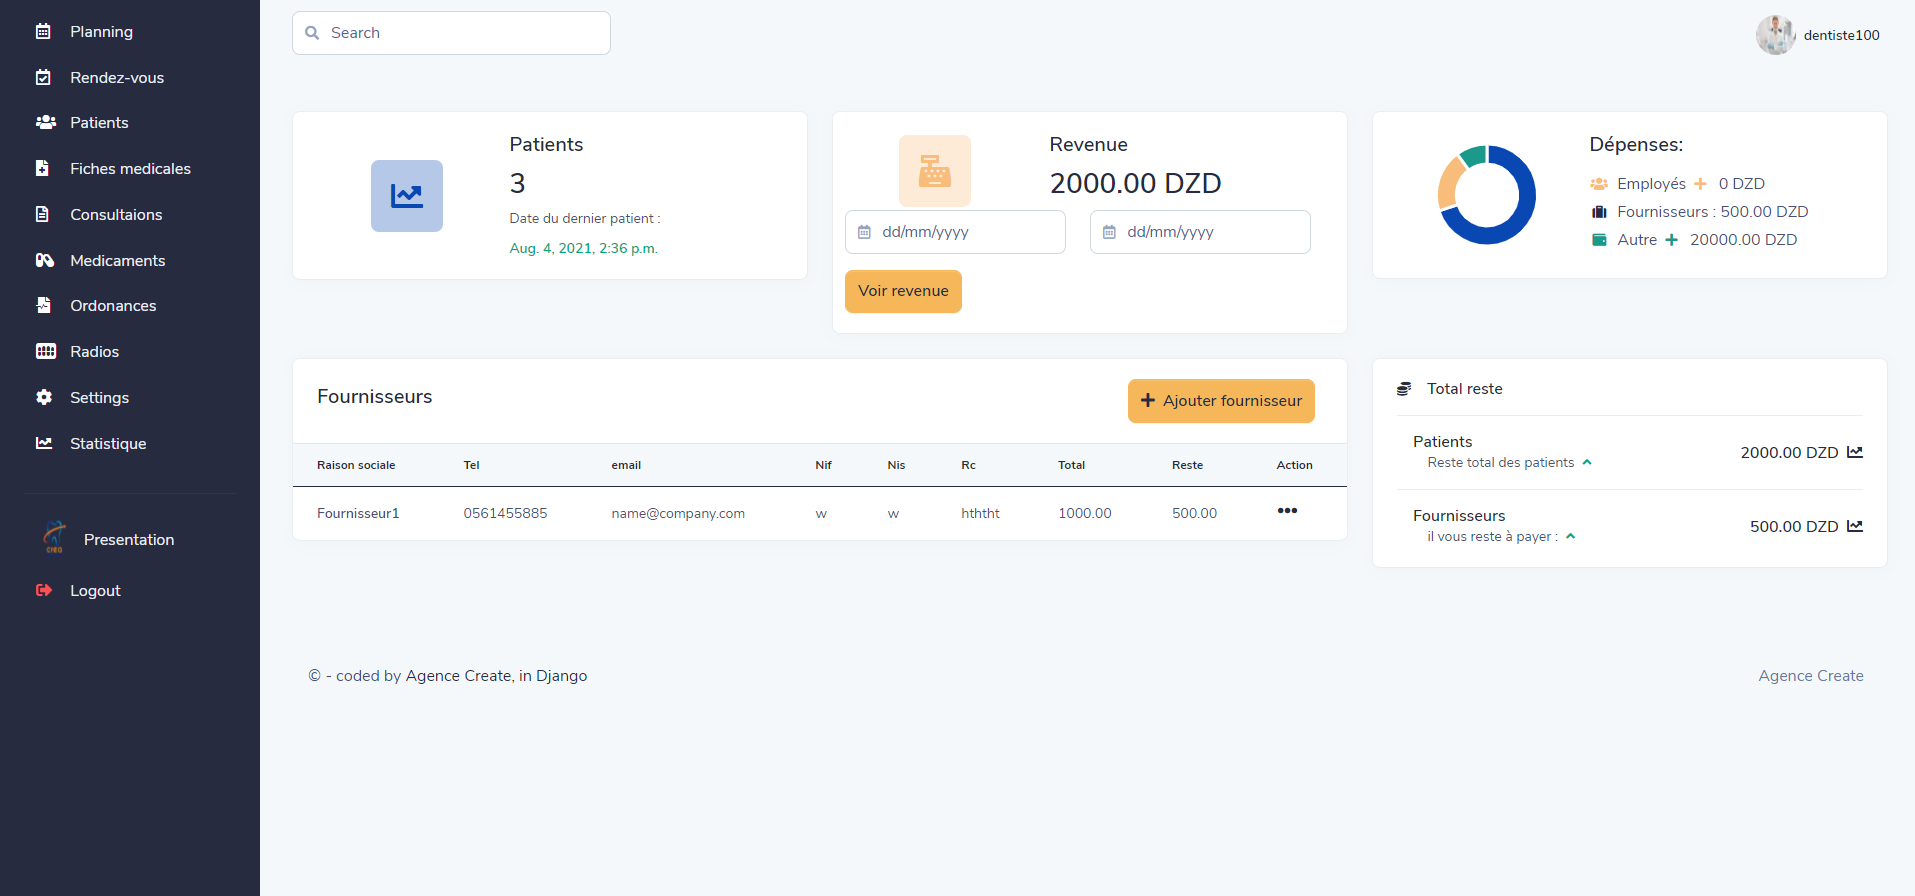 Planning
Rendez-vous
Patients
Fiches medicales
Consultaions
Medicaments
Ordonances
Radios
Settings
Statistique
CREO
Presentation
Logout
Search
dentiste100
Patients
3
Date du dernier patient :
Aug. 4, 2021, 2:36 p.m.
Revenue
2000.00 DZD
dd/mm/yyyy dd/mm/yyyy
Voir revenue
Dépenses:
Employés + 0 DZD
Fournisseurs : 500.00 DZD
Autre + 20000.00 DZD
Fournisseurs
+ Ajouter fournisseur
Raison sociale Tel email Nif Nis Rc Total Reste Action
Fournisseur1 0561455885 name@company.com w w hththt 1000.00 500.00 •••
Total reste
Patients
Reste total des patients
2000.00 DZD
Fournisseurs
il vous reste à payer :
500.00 DZD
© - coded by Agence Create, in Django
Agence Create